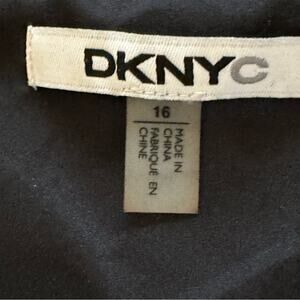 DKNYC
16
MADE IN
CHINA
FABRIQUÉ EN
CHINE